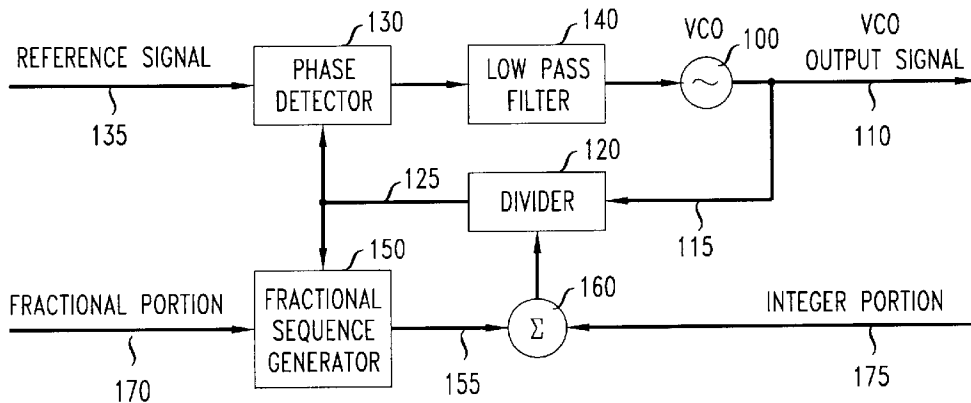 130
140
VCO
VCO
REFERENCE SIGNAL
PHASE
DETECTOR
LOW PASS
FILTER
~
100
OUTPUT SIGNAL
135
110
120
125
DIVIDER
115
150
160
FRACTIONAL PORTION
FRACTIONAL
SEQUENCE
GENERATOR
Σ
INTEGER PORTION
170
155
175